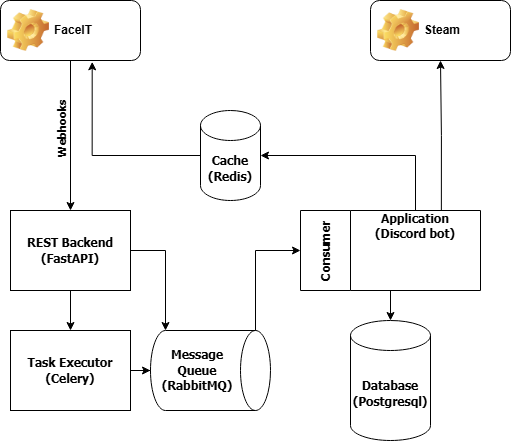 FaceIT
Steam
Webhooks
Cache
(Redis)
REST Backend
(FastAPI)
Consumer
Application
(Discord bot)
Task Executor
(Celery)
Message
Queue
(RabbitMQ)
Database
(Postgresql)